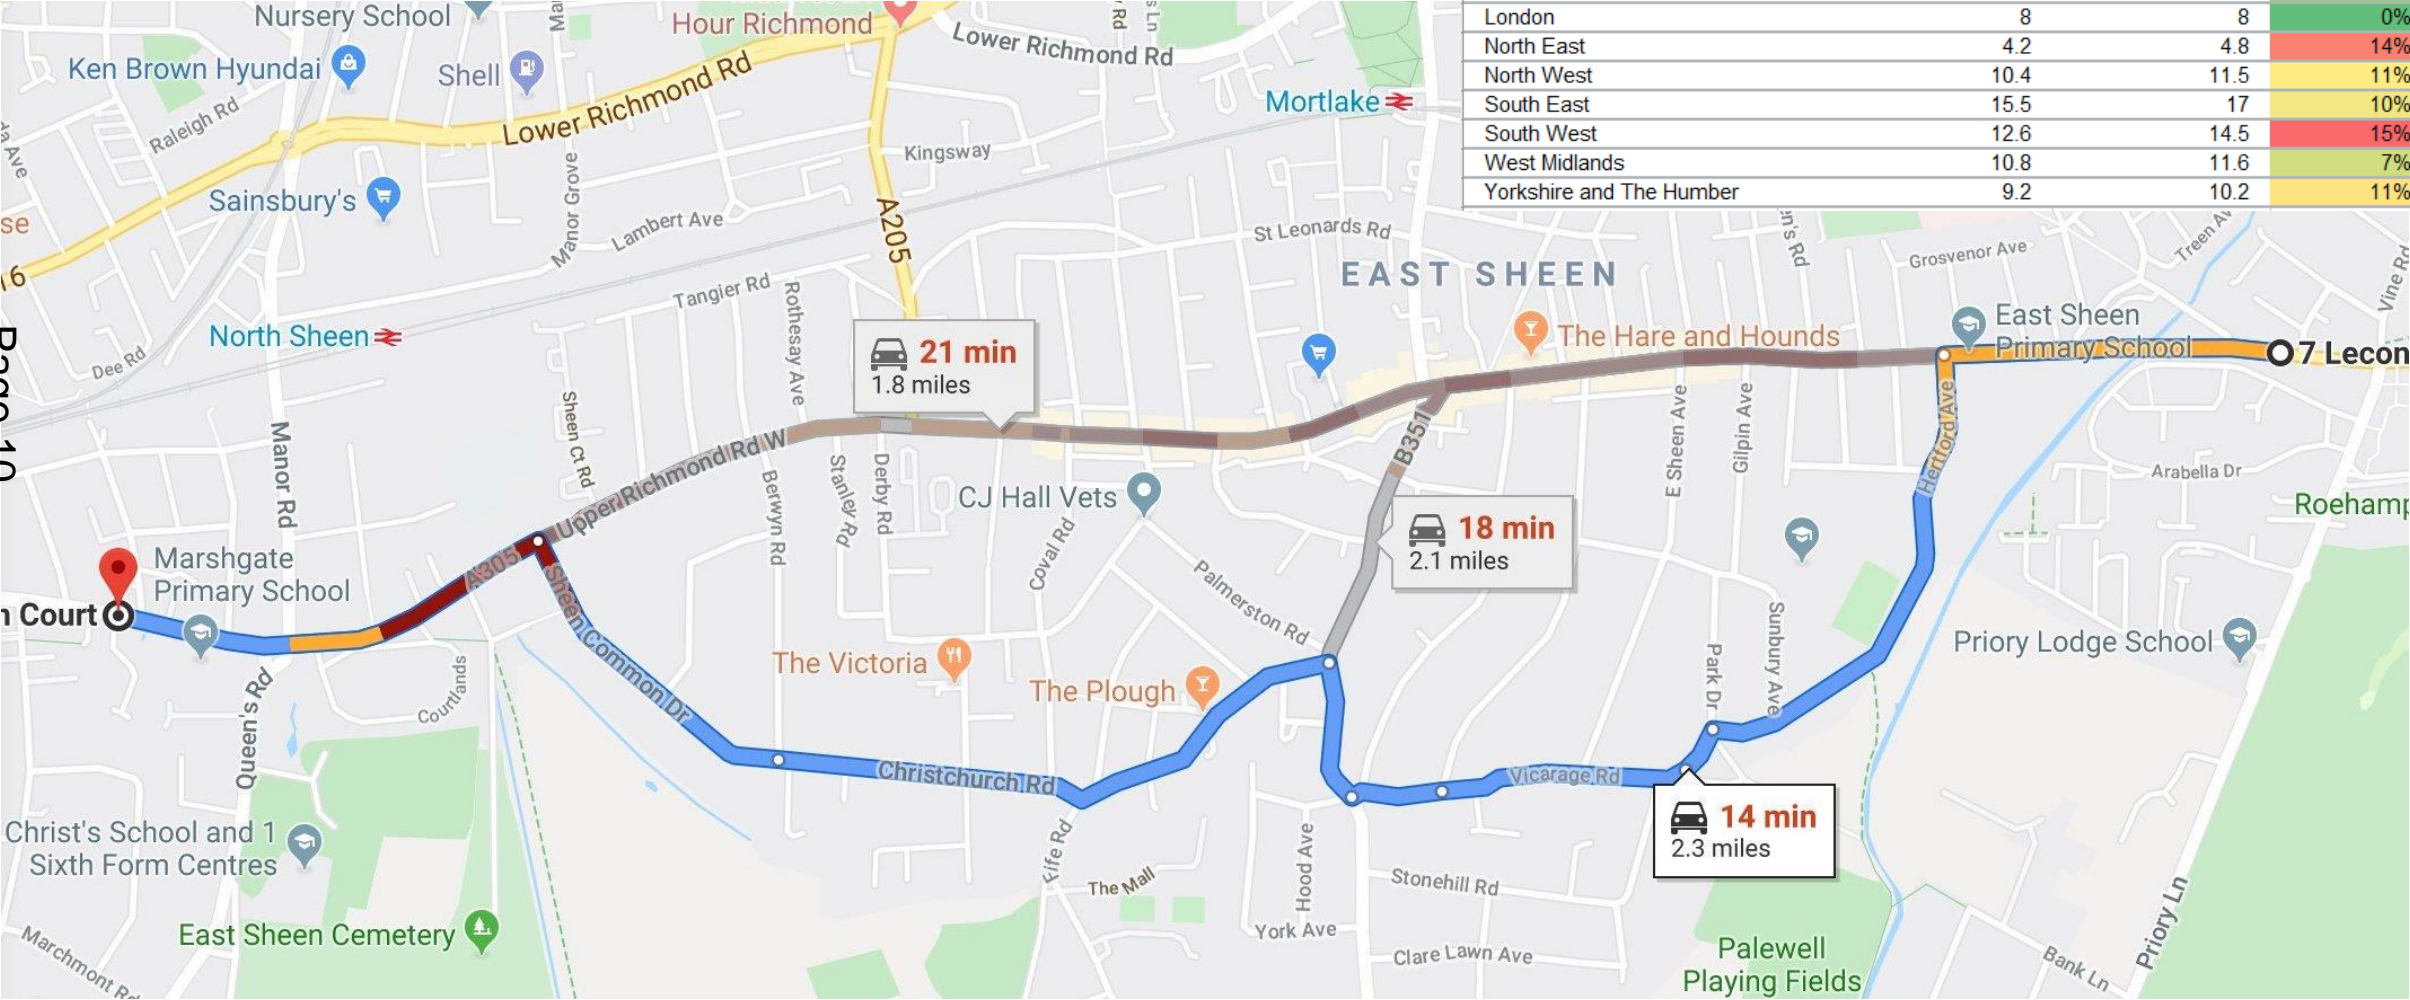 Nursery School
Hour Richmond
Lower Richmond Rd
London 8 8 0%
North East 4.2 4.8 14%
North West 10.4 11.5 11%
South East 15.5 17 10%
South West 12.6 14.5 15%
West Midlands 10.8 11.6 7%
Yorkshire and The Humber 9.2 10.2 11%
Ken Brown Hyundai
Shell
Lower Richmond Rd
Mortlake
Raleigh Rd
Kingsway
Sainsbury's
Manor Grove
Lambert Ave
A205
St Leonards Rd
Grosvenor Ave
EAST SHEEN
Tangier Rd
Rothesay Ave
North Sheen
Dee Rd
Vine Rd
The Hare and Hounds
East Sheen
Primary School
7 Lecon
21 min
1.8 miles
Page 10
Manor Rd
Sheen Ct Rd
Upper Richmond Rd W
Berwyn Rd
Stanley Rd
Derby Rd
B351
E Sheen Ave
Gilpin Ave
Hertford Ave
Arabella Dr
Roehamp
CJ Hall Vets
18 min
2.1 miles
A305
Sheen Common Dr
Coval Rd
Palmerston Rd
Marshgate
Primary School
n Court
Sunbury Ave
Park Dr
Priory Lodge School
The Victoria
The Plough
Courtlands
Queen's Rd
Christchurch Rd
Vicarage Rd
14 min
2.3 miles
Christ's School and 1
Sixth Form Centres
Fife Rd
The Mall
Hood Ave
Stonehill Rd
York Ave
Clare Lawn Ave
East Sheen Cemetery
Marchmont Rd
Palewell
Playing Fields
Priory Ln
Bank Ln